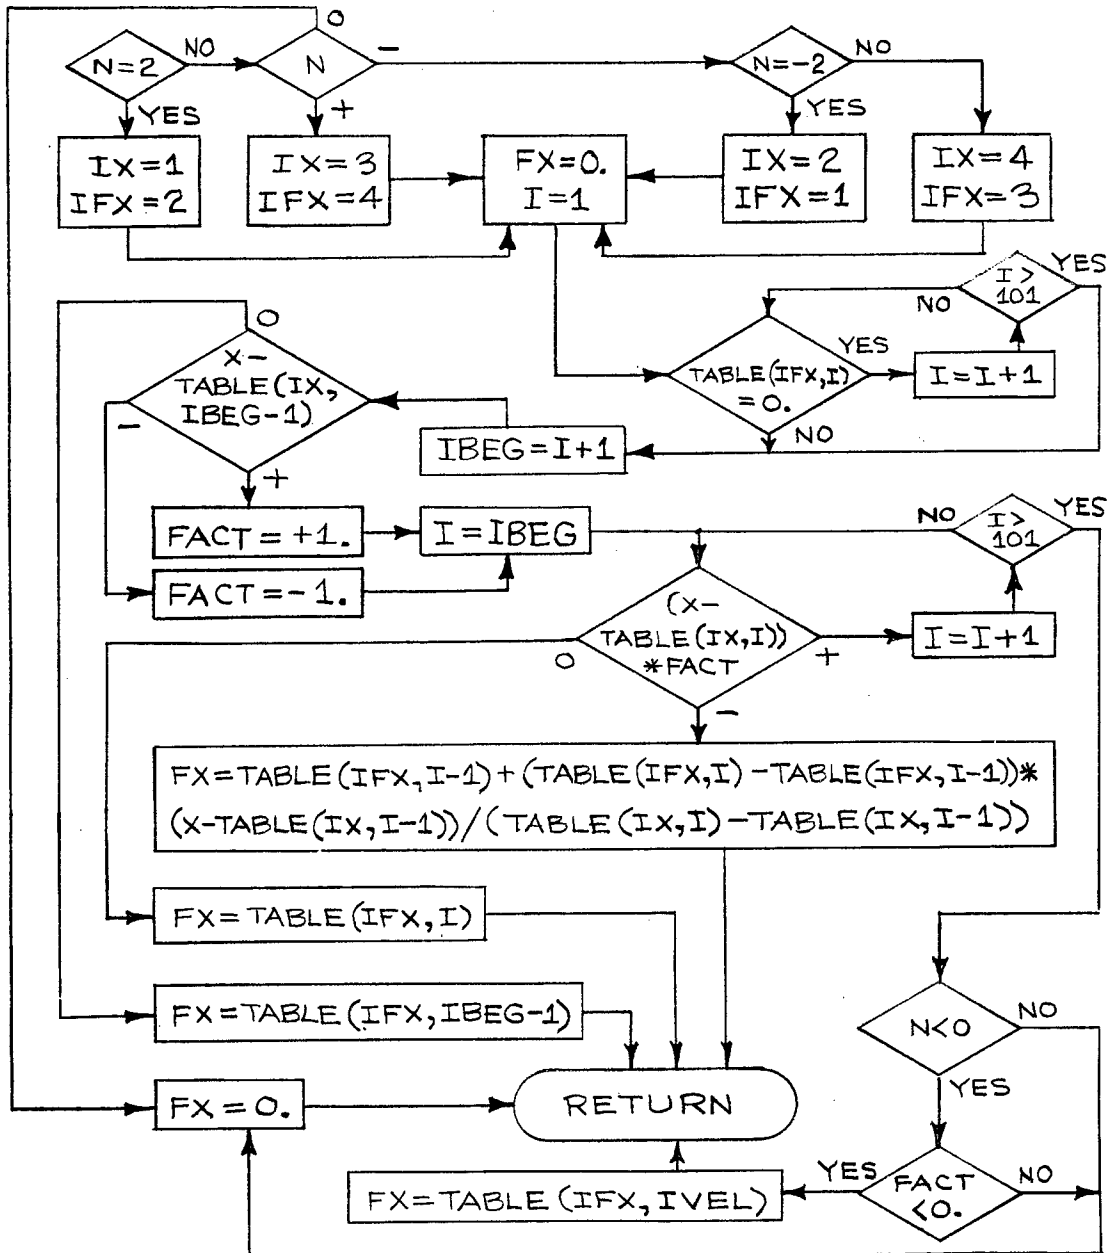 O
N=2
NO
N
–
N=-2
NO
YES
+
YES
IX=1
IFX=2
IX=3
IFX=4
FX=0.
I=1
IX=2
IFX=1
IX=4
IFX=3
I>
101
YES
NO
O
X-
TABLE(IX,
IBEG-1)
–
+
TABLE(IFX,I)
=0.
YES
I=I+1
NO
IBEG=I+1
FACT=+1.
I=IBEG
NO
I>
101
YES
FACT=-1.
(X-
TABLE(IX,I))
*FACT
O
+
I=I+1
–
FX=TABLE(IFX,I-1)+(TABLE(IFX,I)-TABLE(IFX,I-1))*
(X-TABLE(IX,I-1))/(TABLE(IX,I)-TABLE(IX,I-1))
FX=TABLE(IFX,I)
FX=TABLE(IFX,IBEG-1)
N<0
NO
YES
FX=0.
RETURN
FACT
<0.
YES
NO
FX=TABLE(IFX,IVEL)